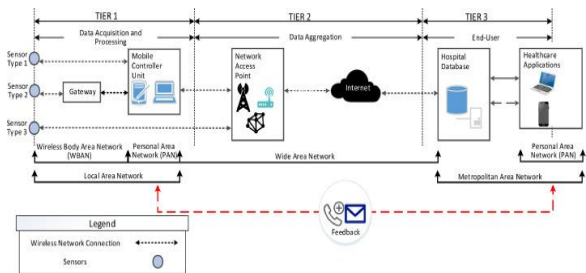 TIER 1
TIER 2
TIER 3
Data Acquisition and
Processing
Data Aggregation
End-User
Sensor
Type 1
Sensor
Type 2
Sensor
Type 3
Gateway
Mobile
Controller
Unit
Network
Access
Point
Internet
Hospital
Database
Healthcare
Applications
Wireless Body Area Network
(WBAN)
Personal Area
Network (PAN)
Wide Area Network
Personal Area
Network (PAN)
Local Area Network
Metropolitan Area Network
Feedback
Legend
Wireless Network Connection
Sensors